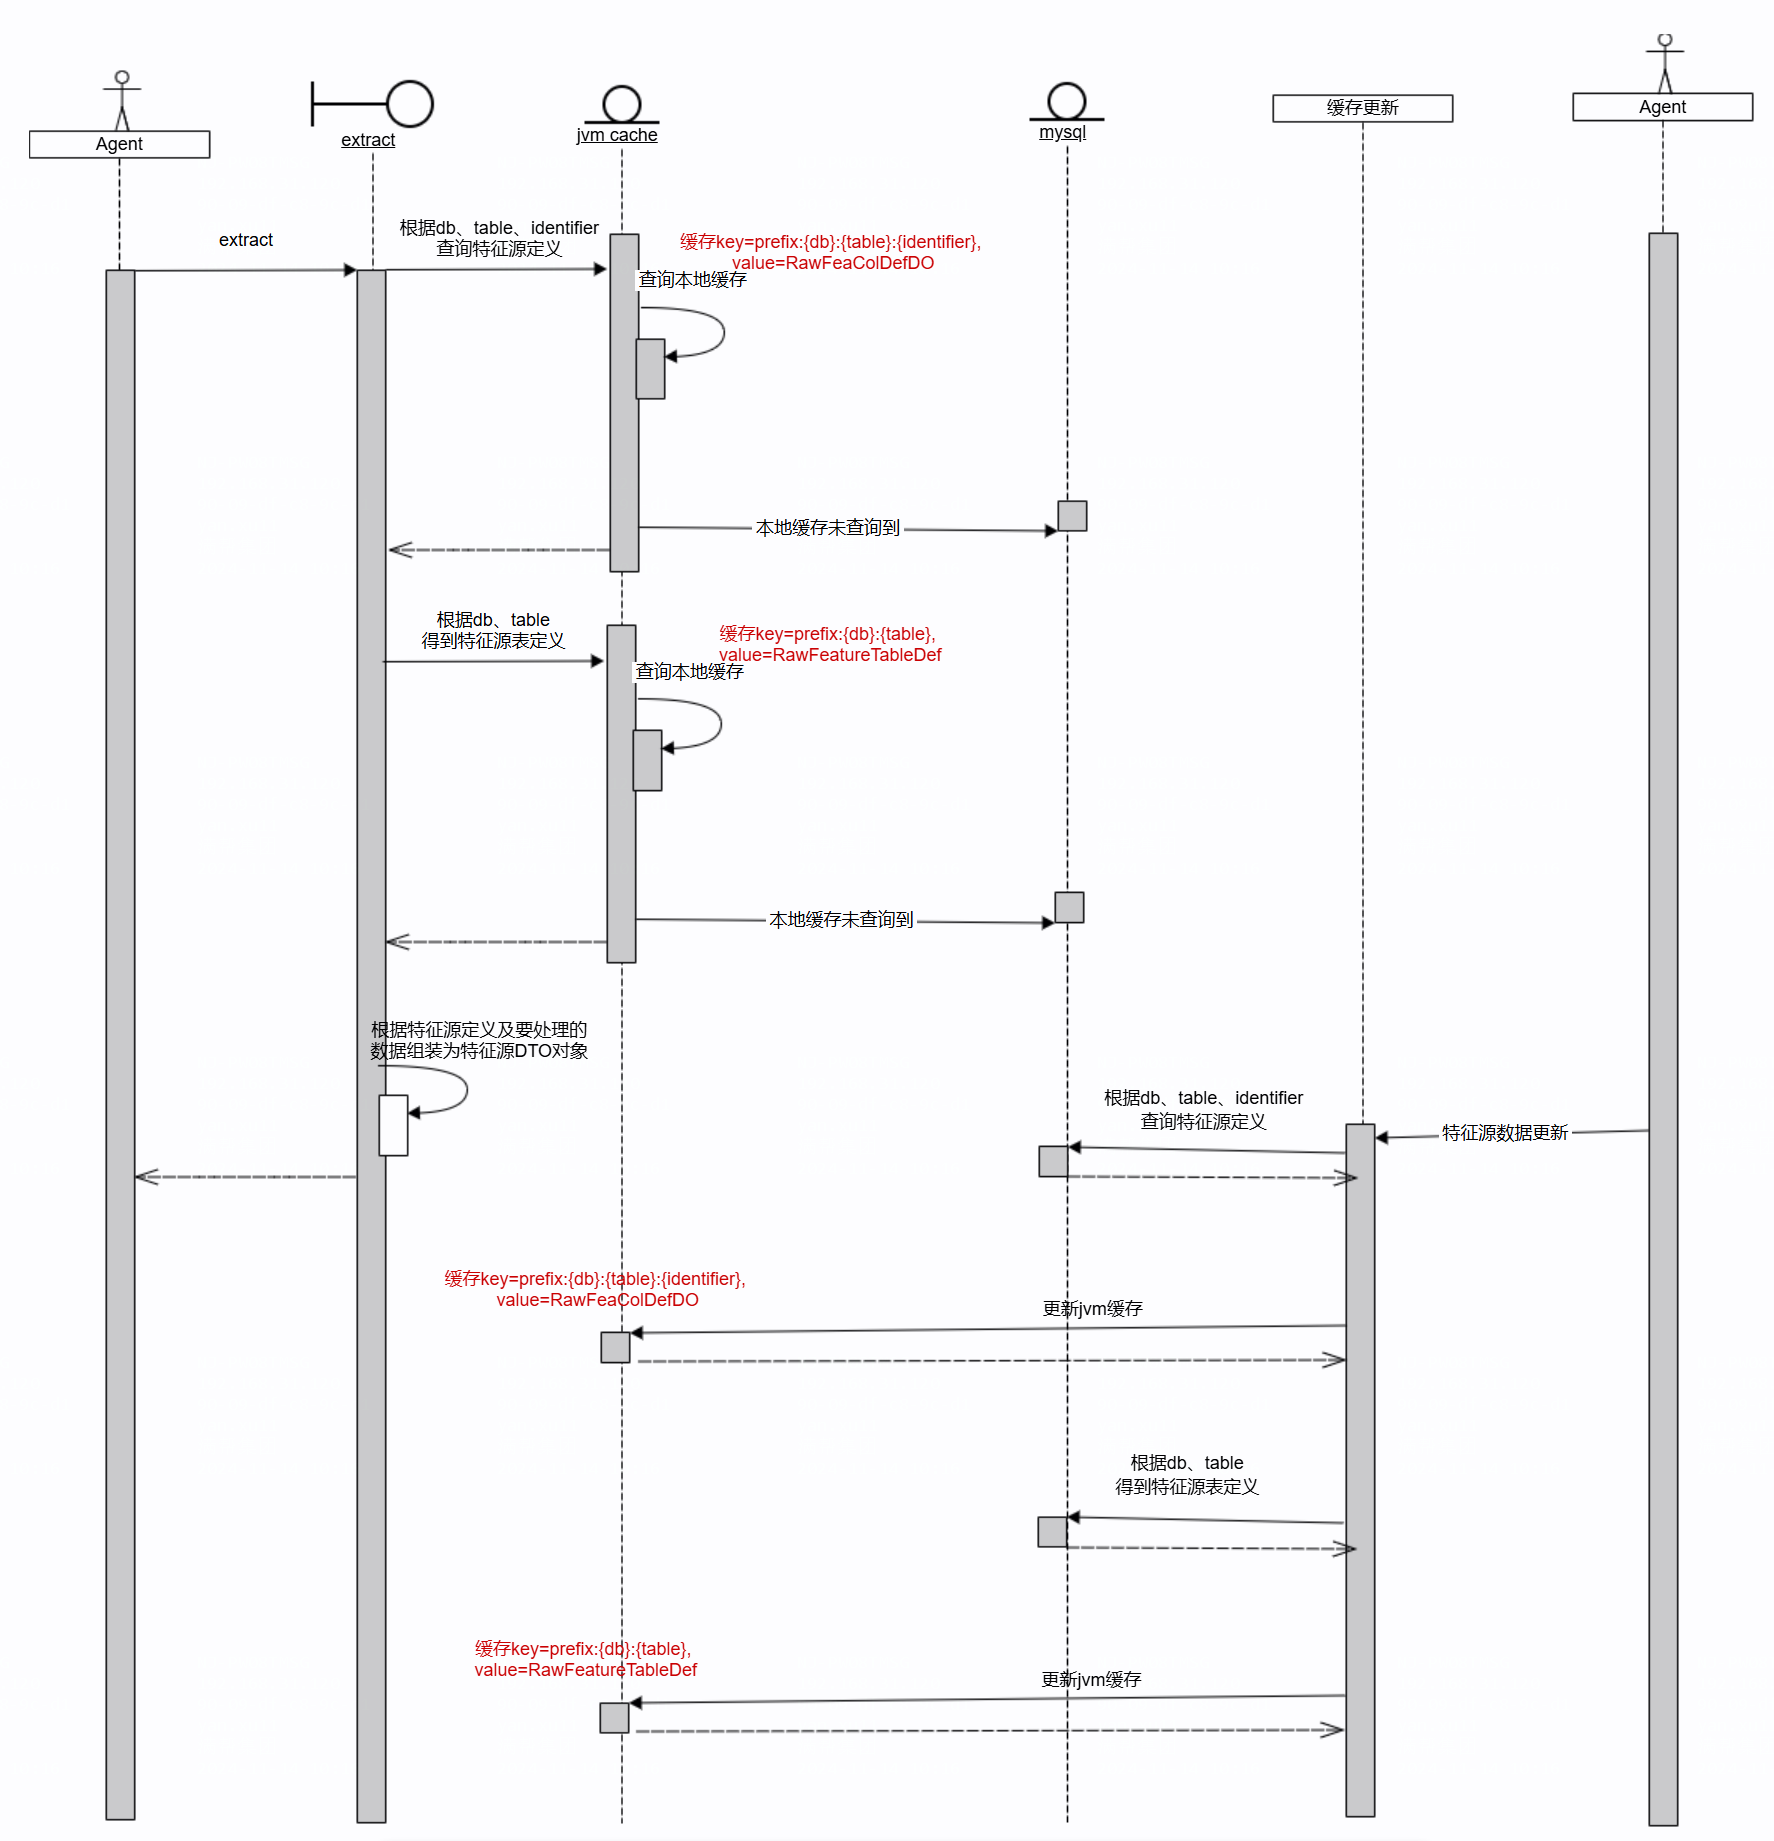 Agent
extract
jvm cache
mysql
缓存更新
Agent
extract
根据db、table、identifier
查询特征源定义
缓存key=prefix:{db}:{table}:{identifier},
value=RawFeaColDefDO
查询本地缓存
本地缓存未查询到
根据db、table
得到特征源表定义
缓存key=prefix:{db}:{table},
value=RawFeatureTableDef
查询本地缓存
本地缓存未查询到
根据特征源定义及要处理的
数据组装为特征源DTO对象
根据db、table、identifier
查询特征源定义
特征源数据更新
缓存key=prefix:{db}:{table}:{identifier},
value=RawFeaColDefDO
更新jvm缓存
根据db、table
得到特征源表定义
缓存key=prefix:{db}:{table},
value=RawFeatureTableDef
更新jvm缓存